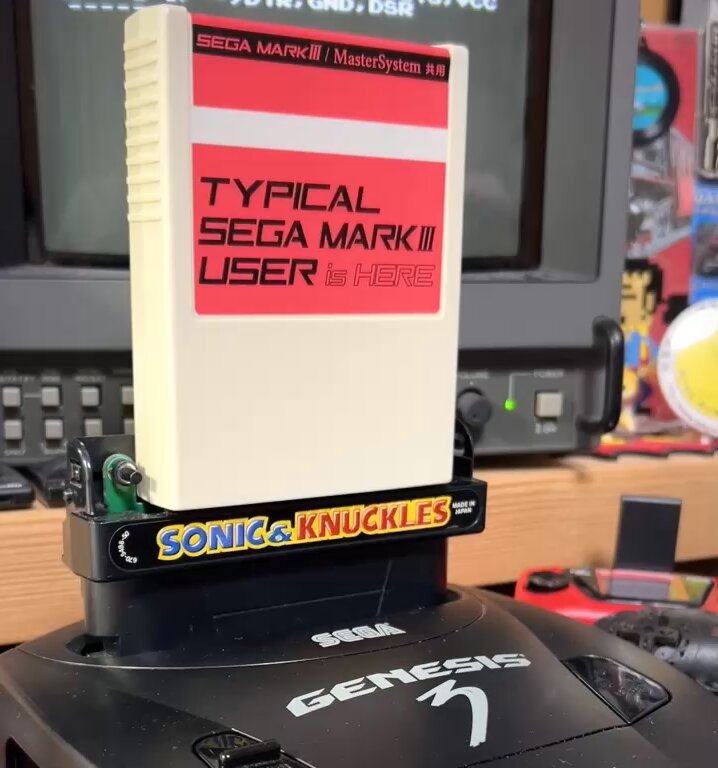 DTR,GND,DSR
VCC
SEGA MARKIII / MasterSystem 共用
TYPICAL
SEGA MARKIII
USER is HERE
SONIC & KNUCKLES
MADE IN
JAPAN
SEGA
GENESIS
3